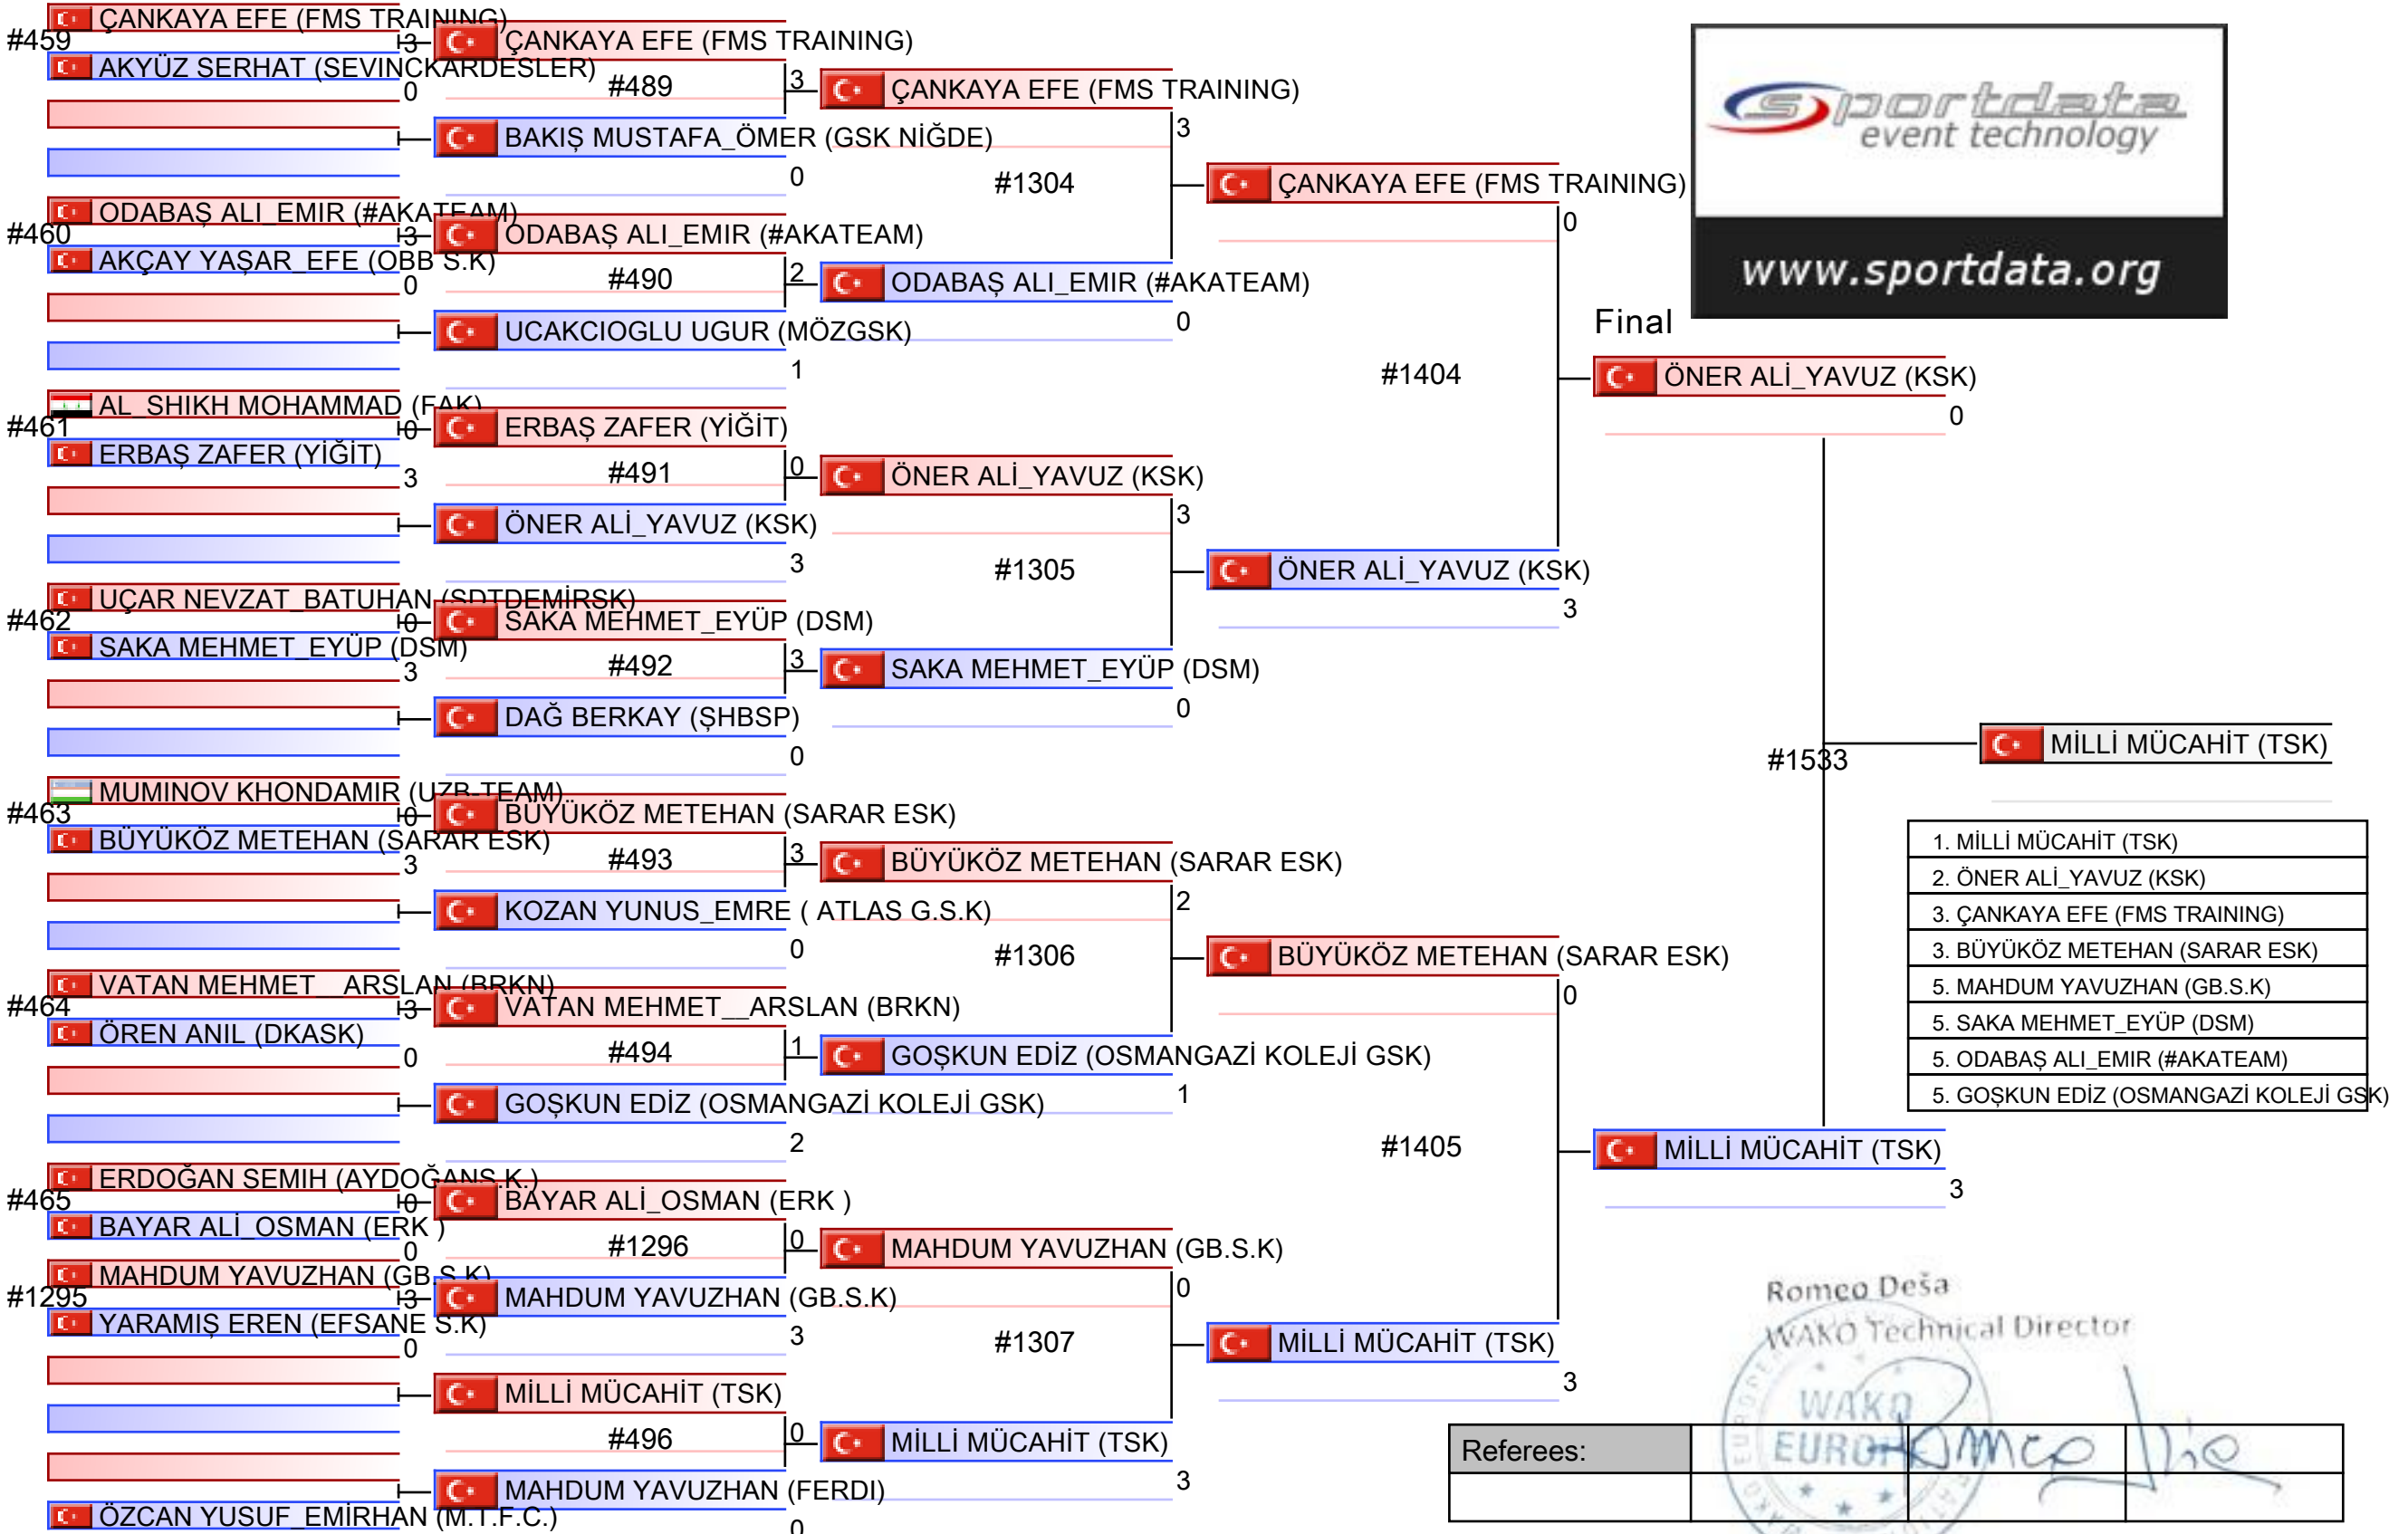 #459
ÇANKAYA EFE (FMS TRAINING)
3
AKYÜZ SERHAT (SEVINCKARDESLER)
0
#460
ODABAŞ ALI_EMIR (#AKATEAM)
3
AKÇAY YAŞAR_EFE (OBB S.K)
0
#461
AL_SHIKH MOHAMMAD (FAK)
0
ERBAŞ ZAFER (YİĞİT)
3
#462
UÇAR NEVZAT_BATUHAN (SDTDEMİRSK)
0
SAKA MEHMET_EYÜP (DSM)
3
#463
MUMINOV KHONDAMIR (UZB-TEAM)
0
BÜYÜKÖZ METEHAN (SARAR ESK)
3
#464
VATAN MEHMET__ARSLAN (BRKN)
3
ÖREN ANIL (DKASK)
0
#465
ERDOĞAN SEMIH (AYDOĞANS.K.)
0
BAYAR ALİ_OSMAN (ERK )
0
#1295
MAHDUM YAVUZHAN (GB.S.K)
3
YARAMIŞ EREN (EFSANE S.K)
0
ÖZCAN YUSUF_EMİRHAN (M.T.F.C.)
ÇANKAYA EFE (FMS TRAINING)
#489
3
BAKIŞ MUSTAFA_ÖMER (GSK NİĞDE)
0
ODABAŞ ALI_EMIR (#AKATEAM)
#490
2
UCAKCIOGLU UGUR (MÖZGSK)
1
ERBAŞ ZAFER (YİĞİT)
#491
0
ÖNER ALİ_YAVUZ (KSK)
3
SAKA MEHMET_EYÜP (DSM)
#492
3
DAĞ BERKAY (ŞHBSP)
0
BÜYÜKÖZ METEHAN (SARAR ESK)
#493
3
KOZAN YUNUS_EMRE ( ATLAS G.S.K)
0
VATAN MEHMET__ARSLAN (BRKN)
#494
1
GOŞKUN EDİZ (OSMANGAZİ KOLEJİ GSK)
2
BAYAR ALİ_OSMAN (ERK )
#1296
0
MAHDUM YAVUZHAN (GB.S.K)
3
MİLLİ MÜCAHİT (TSK)
#496
0
MAHDUM YAVUZHAN (FERDI)
0
ÇANKAYA EFE (FMS TRAINING)
3
#1304
ODABAŞ ALI_EMIR (#AKATEAM)
0
ÖNER ALİ_YAVUZ (KSK)
3
#1305
SAKA MEHMET_EYÜP (DSM)
0
BÜYÜKÖZ METEHAN (SARAR ESK)
2
#1306
GOŞKUN EDİZ (OSMANGAZİ KOLEJİ GSK)
1
MAHDUM YAVUZHAN (GB.S.K)
0
#1307
MİLLİ MÜCAHİT (TSK)
3
ÇANKAYA EFE (FMS TRAINING)
0
#1404
ÖNER ALİ_YAVUZ (KSK)
3
BÜYÜKÖZ METEHAN (SARAR ESK)
0
#1405
MİLLİ MÜCAHİT (TSK)
3
Final
ÖNER ALİ_YAVUZ (KSK)
0
#1533
MİLLİ MÜCAHİT (TSK)
3
MİLLİ MÜCAHİT (TSK)
sportdata
event technology
www.sportdata.org
1. MİLLİ MÜCAHİT (TSK)
2. ÖNER ALİ_YAVUZ (KSK)
3. ÇANKAYA EFE (FMS TRAINING)
3. BÜYÜKÖZ METEHAN (SARAR ESK)
5. MAHDUM YAVUZHAN (GB.S.K)
5. SAKA MEHMET_EYÜP (DSM)
5. ODABAŞ ALI_EMIR (#AKATEAM)
5. GOŞKUN EDİZ (OSMANGAZİ KOLEJİ GSK)
Romeo Deša
WAKO Technical Director
WAKO
Referees: